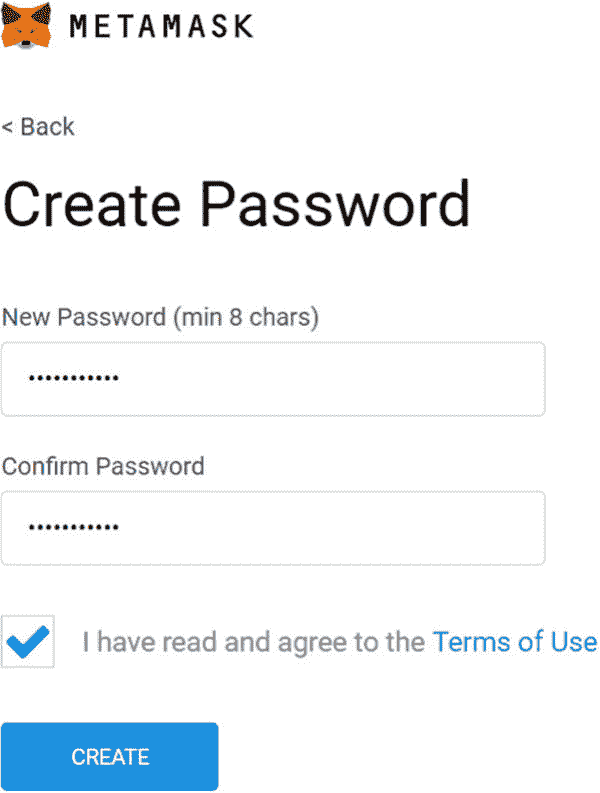 METAMASK
< Back
Create Password
New Password (min 8 chars)
•••••••••••
Confirm Password
•••••••••••
I have read and agree to the Terms of Use
CREATE